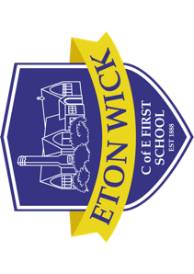 ETON WICK
C of E FIRST
SCHOOL
EST 1888